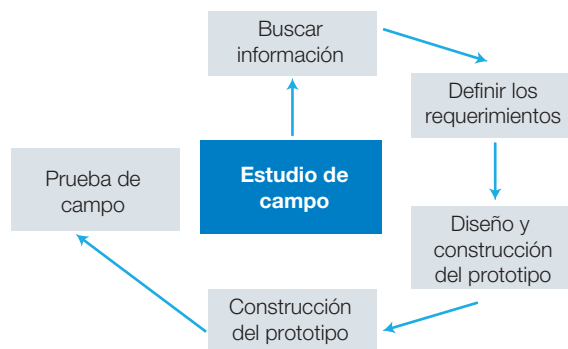 Buscar
información
Definir los
requerimientos
Estudio de
campo
Prueba de
campo
Diseño y
construcción
del prototipo
Construcción
del prototipo